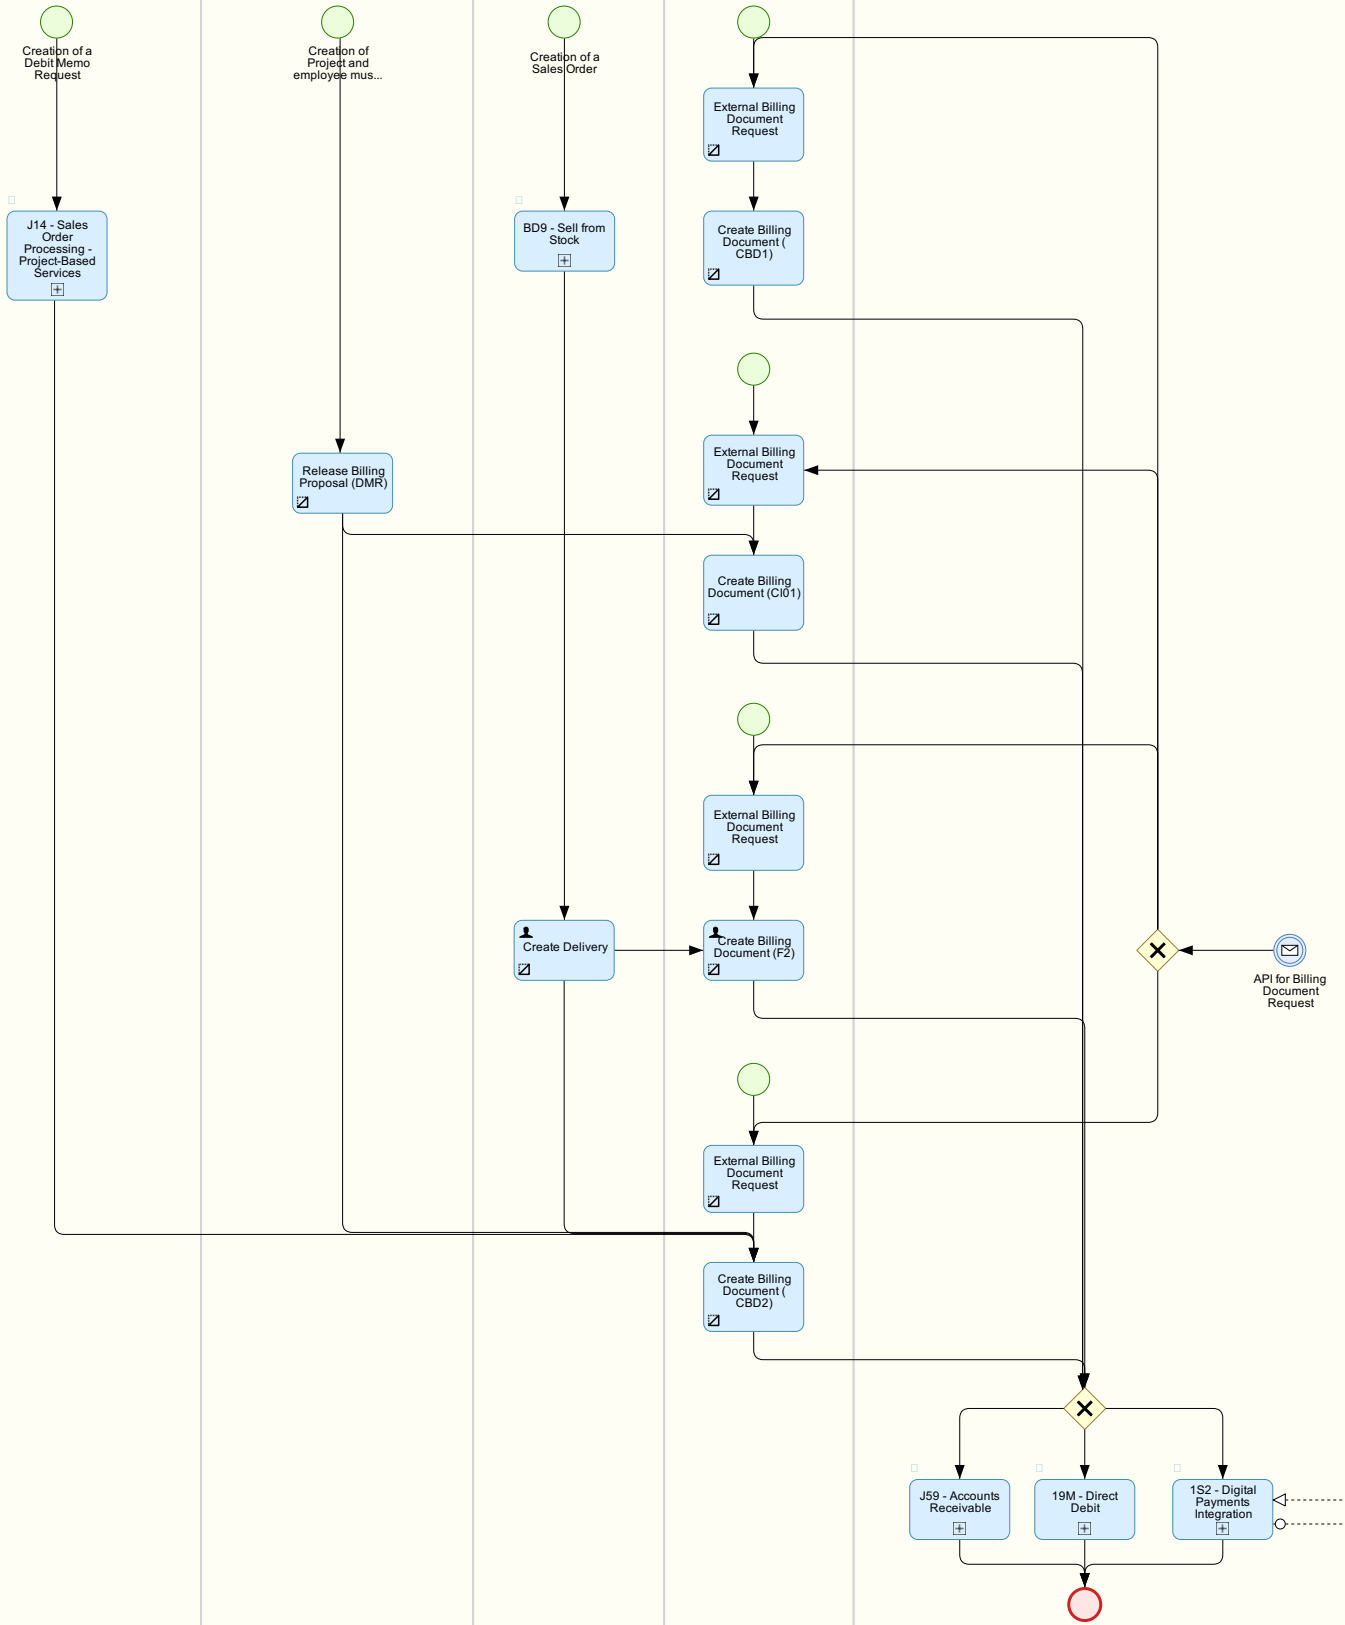 Creation of a
Debit Memo
Request
Creation of
Project and
employee mus...
Creation of a
Sales Order
External Billing
Document
Request
J14 - Sales
Order
Processing -
Project-Based
Services
BD9 - Sell from
Stock
Create Billing
Document (
CBD1)
External Billing
Document
Request
Release Billing
Proposal (DMR)
Create Billing
Document (CI01)
External Billing
Document
Request
Create Delivery
Create Billing
Document (F2)
API for Billing
Document
Request
External Billing
Document
Request
Create Billing
Document (
CBD2)
J59 - Accounts
Receivable
19M - Direct
Debit
1S2 - Digital
Payments
Integration